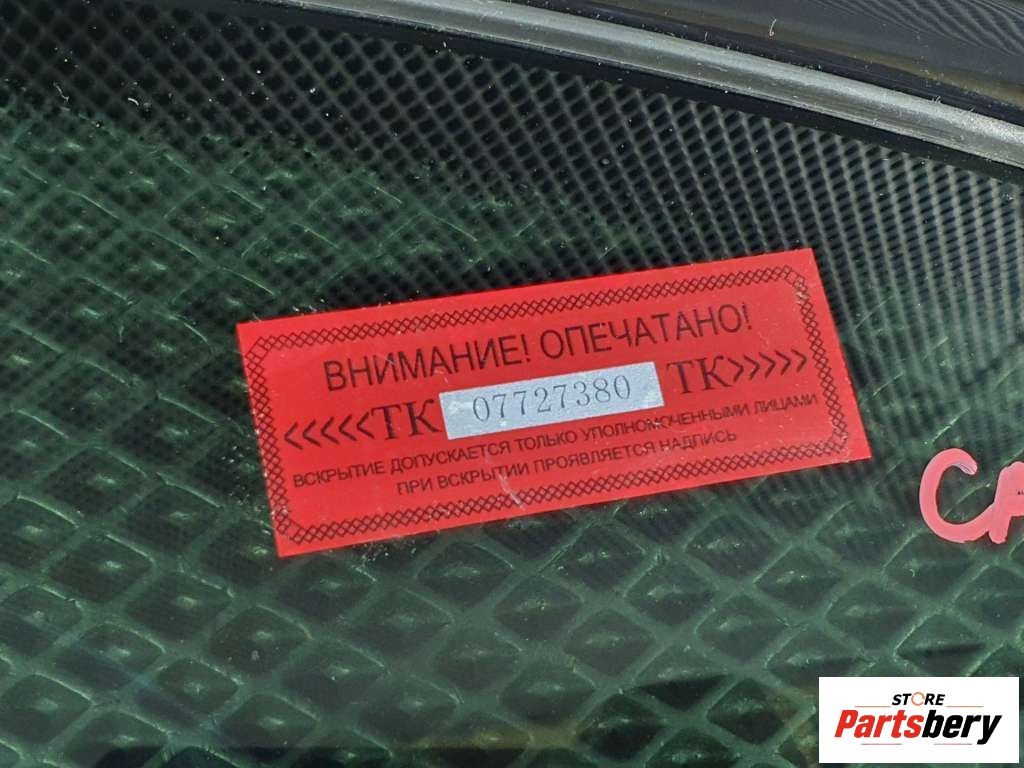 ВНИМАНИЕ! ОПЕЧАТАНО!
<<<<<ТК 07727380 ТК>>>>>
ВСКРЫТИЕ ДОПУСКАЕТСЯ ТОЛЬКО УПОЛНОМОЧЕННЫМИ ЛИЦАМИ
ПРИ ВСКРЫТИИ ПРОЯВЛЯЕТСЯ НАДПИСЬ
STORE
Partsbery